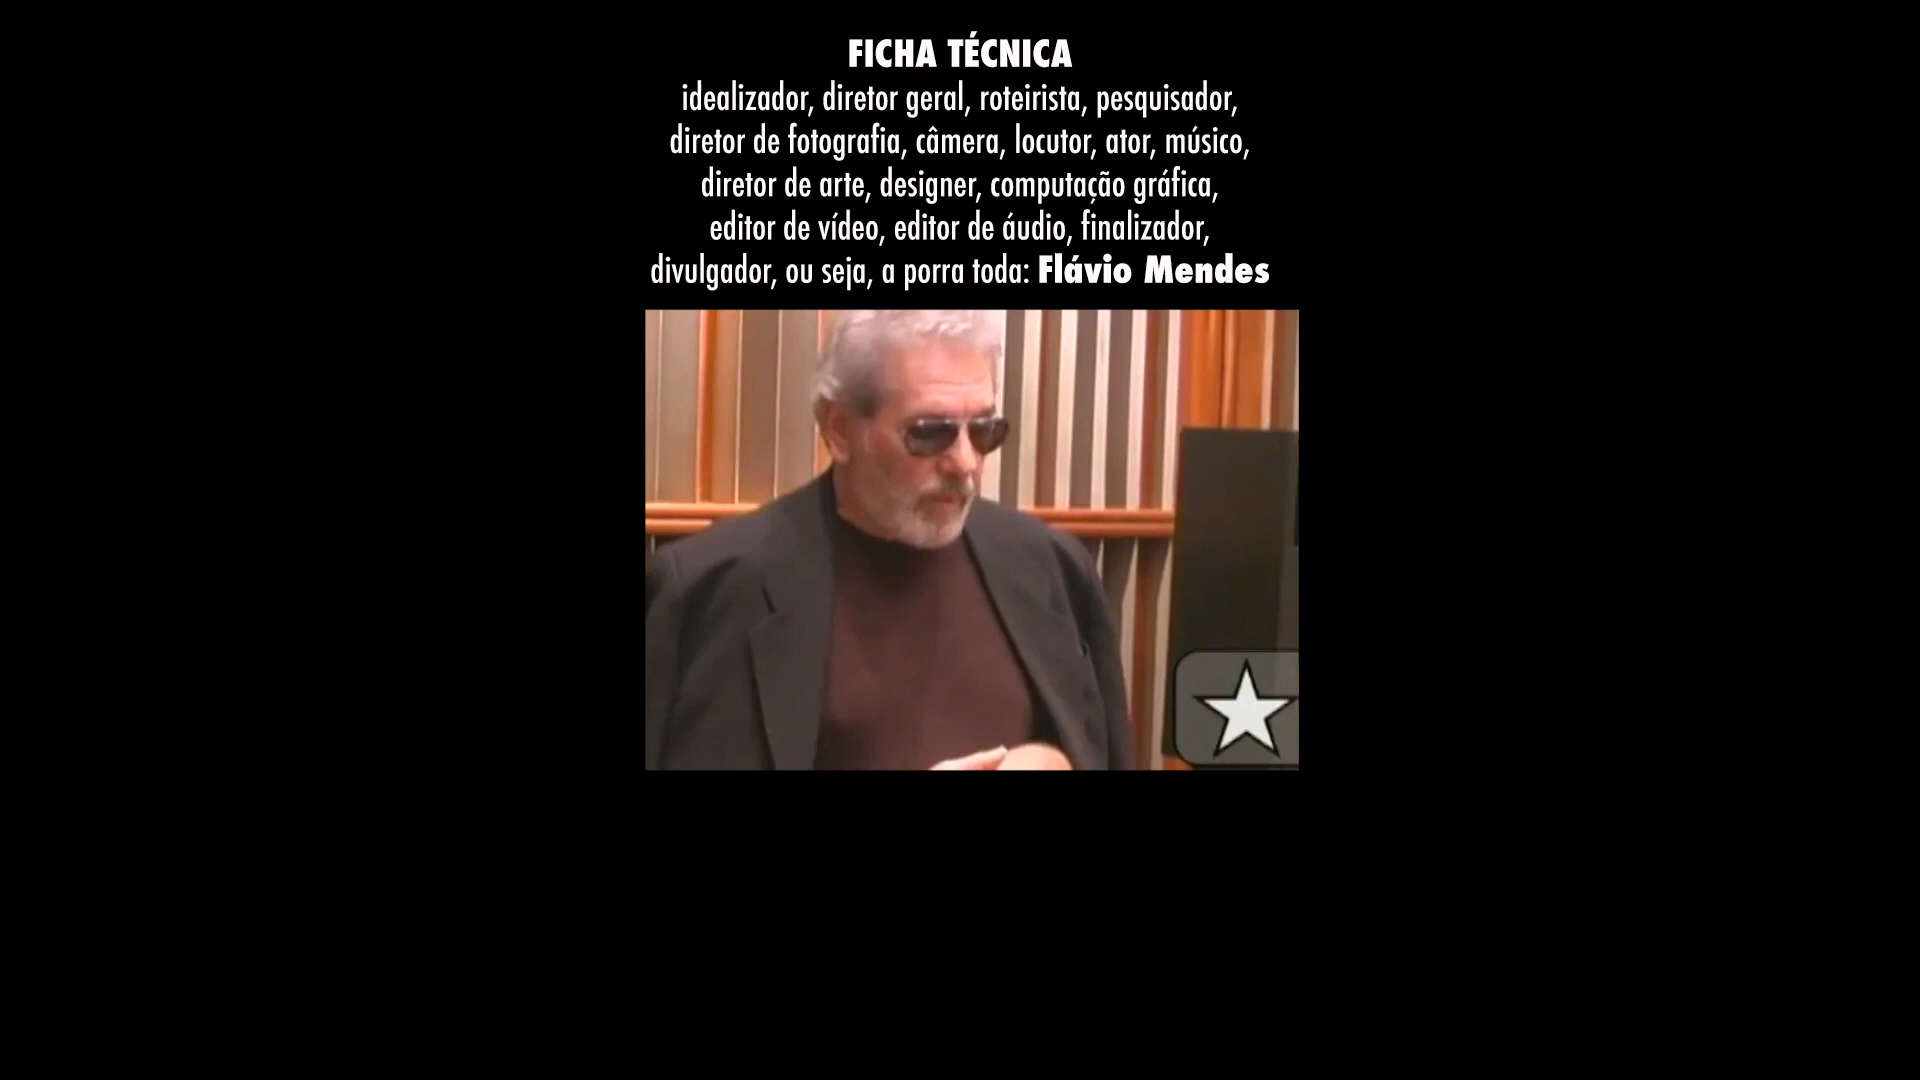 FICHA TÉCNICA
idealizador, diretor geral, roteirista, pesquisador,
diretor de fotografia, câmera, locutor, ator, músico,
diretor de arte, designer, computação gráfica,
editor de vídeo, editor de áudio, finalizador,
divulgador, ou seja, a porra toda: Flávio Mendes